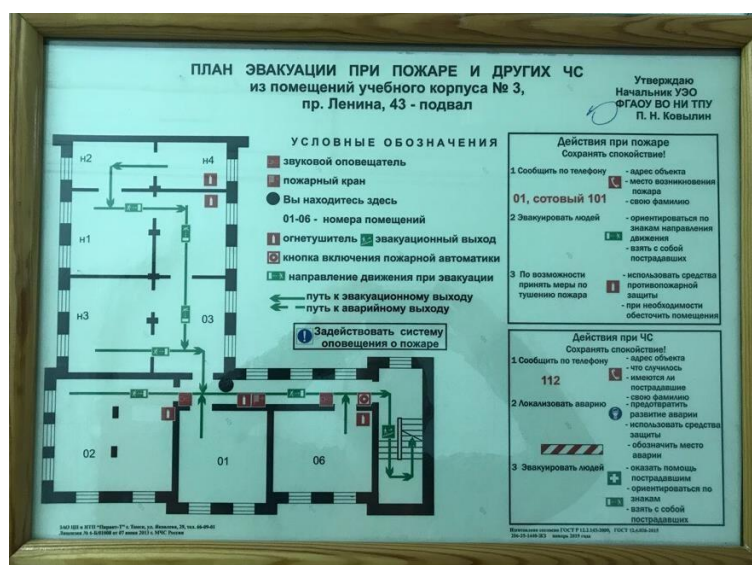 ПЛАН ЭВАКУАЦИИ ПРИ ПОЖАРЕ И ДРУГИХ ЧС
из помещений учебного корпуса № 3,
пр. Ленина, 43 - подвал
Утверждаю
Начальник УЭО
ФГАОУ ВО НИ ТПУ
П. Н. Ковылин
УСЛОВНЫЕ ОБОЗНАЧЕНИЯ
звуковой оповещатель
пожарный кран
Вы находитесь здесь
01-06 - номера помещений
огнетушитель эвакуационный выход
кнопка включения пожарной автоматики
направление движения при эвакуации
путь к эвакуационному выходу
путь к аварийному выходу
Задействовать систему
оповещения о пожаре
н2
н4
н1
н3
03
02
01
06
Действия при пожаре
Сохранять спокойствие!
1 Сообщить по телефону
01, сотовый 101
- адрес объекта
- место возникновения
пожара
- свою фамилию
2 Эвакуировать людей
- ориентироваться по
знакам направления
движения
- взять с собой
пострадавших
3 По возможности
принять меры по
тушению пожара
- использовать средства
противопожарной
защиты
- при необходимости
обесточить помещения
Действия при ЧС
Сохранять спокойствие!
1 Сообщить по телефону
112
- адрес объекта
- что случилось
- имеются ли
пострадавшие
- свою фамилию
2 Локализовать аварию
- предотвратить
развитие аварии
- использовать средства
защиты
- обозначить место
аварии
3 Эвакуировать людей
- оказать помощь
пострадавшим
- ориентироваться по
знакам
- взять с собой
пострадавших